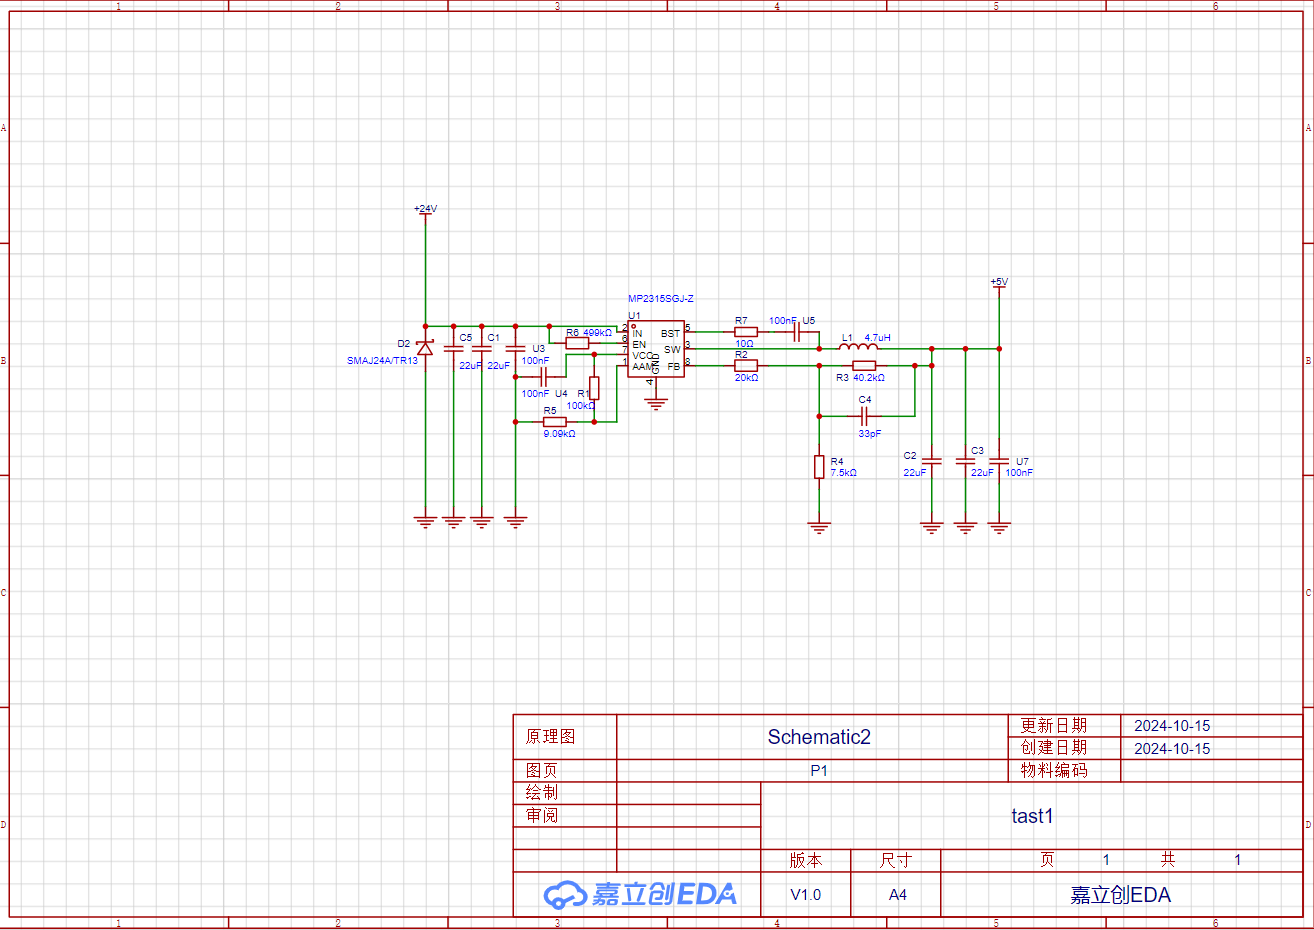 1 2 3 4 5 6
A A
+24V
+5V
MP2315SGJ-Z
U1
R7 100nF U5
2 IN BST 5
R6 499kΩ
6 EN SW 3
7 VCC
1 AAM FB 8
GND
4
10Ω
L1 4.7uH
D2 C5 C1 U3
SMAJ24A/TR13 22uF 22uF 100nF
R2
20kΩ
R3 40.2kΩ
B B
100nF U4 R1
100kΩ
C4
33pF
R5
9.09kΩ
R4
7.5kΩ
C2 C3 U7
22uF 22uF 100nF
C C
原理图 Schematic2 更新日期 2024-10-15
创建日期 2024-10-15
图页 P1 物料编码
绘制
审阅 tast1
D D
版本 尺寸 页 1 共 1
嘉立创EDA V1.0 A4 嘉立创EDA
1 2 3 4 5 6